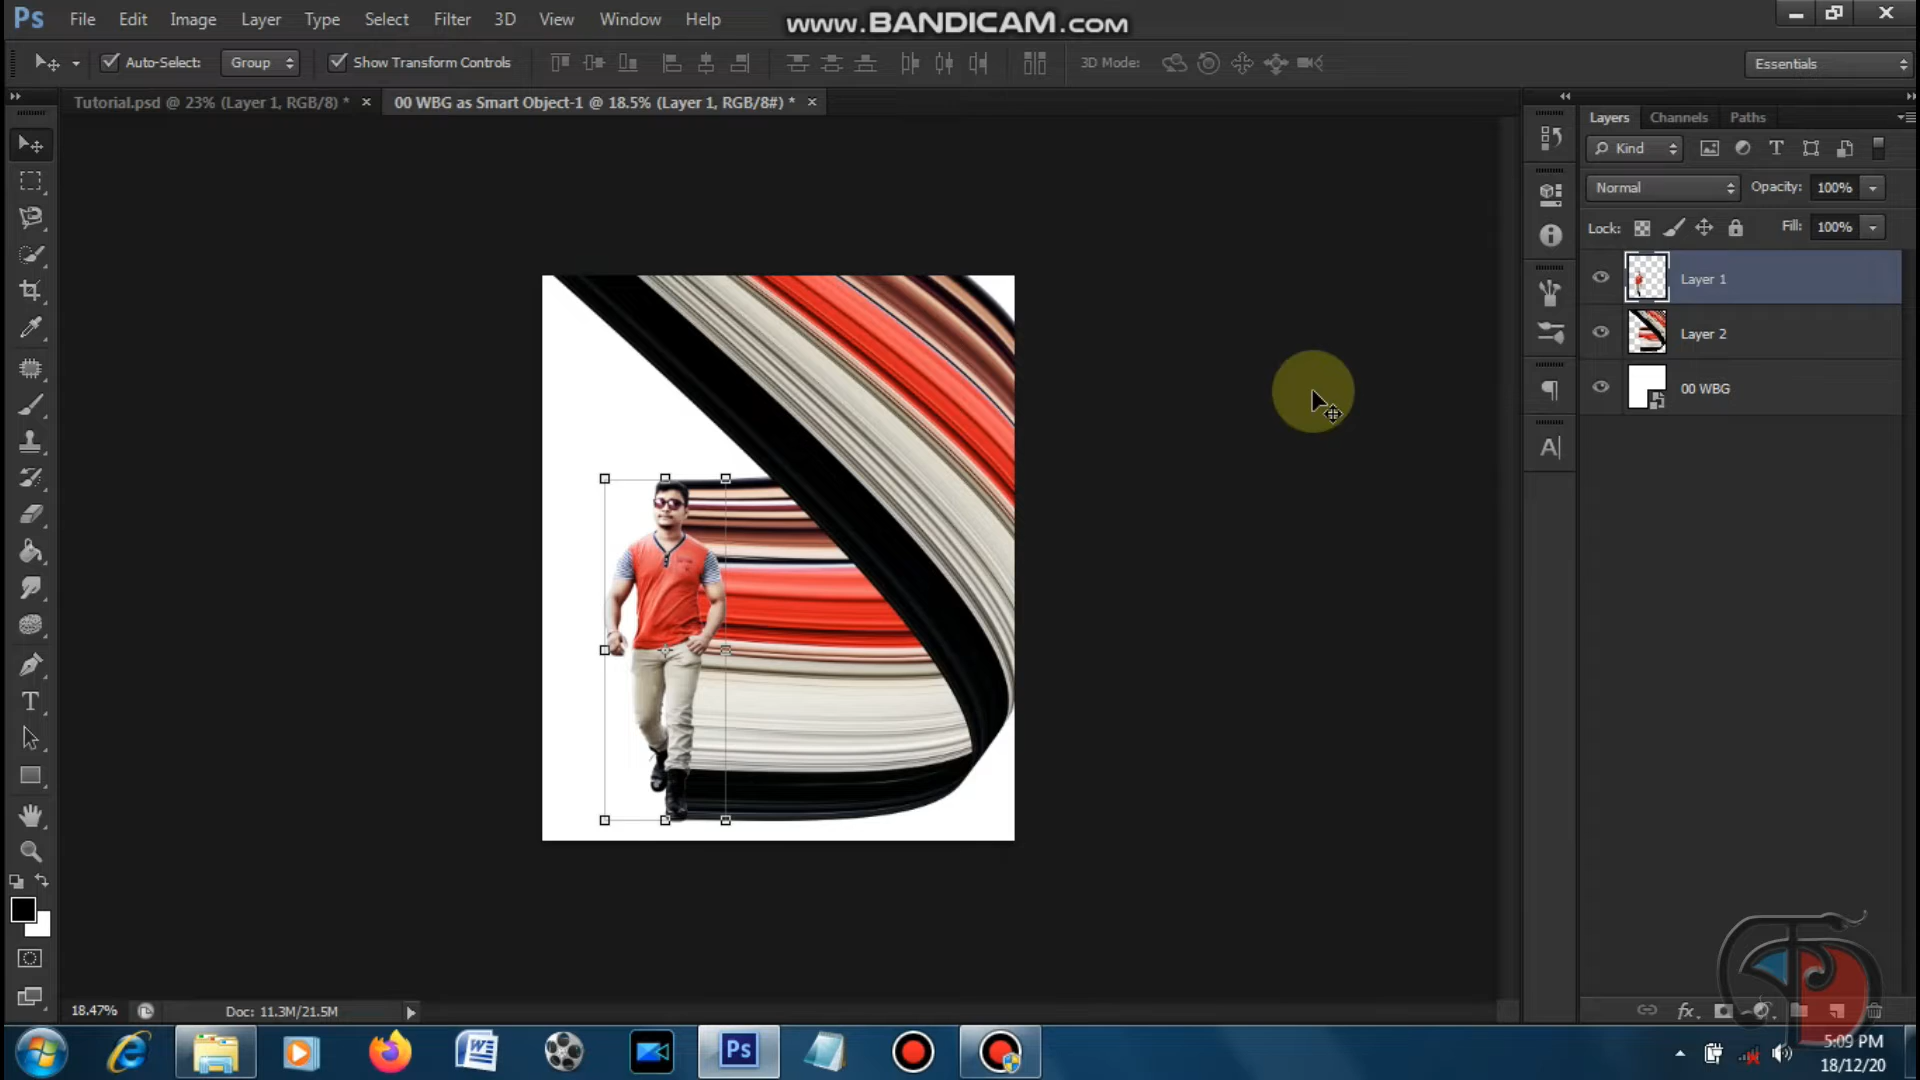 Ps File Edit Image Layer Type Select Filter 3D View Window Help
www.BANDICAM.com
Auto-Select: Group Show Transform Controls 3D Mode: Essentials
Tutorial.psd @ 23% (Layer 1, RGB/8) * × 00 WBG as Smart Object-1 @ 18.5% (Layer 1, RGB/8#) * ×
Layers Channels Paths
Kind
Normal Opacity: 100%
Lock: Fill: 100%
Layer 1
Layer 2
00 WBG
18.47% Doc: 11.3M/21.5M
Ps
5:09 PM
18/12/20